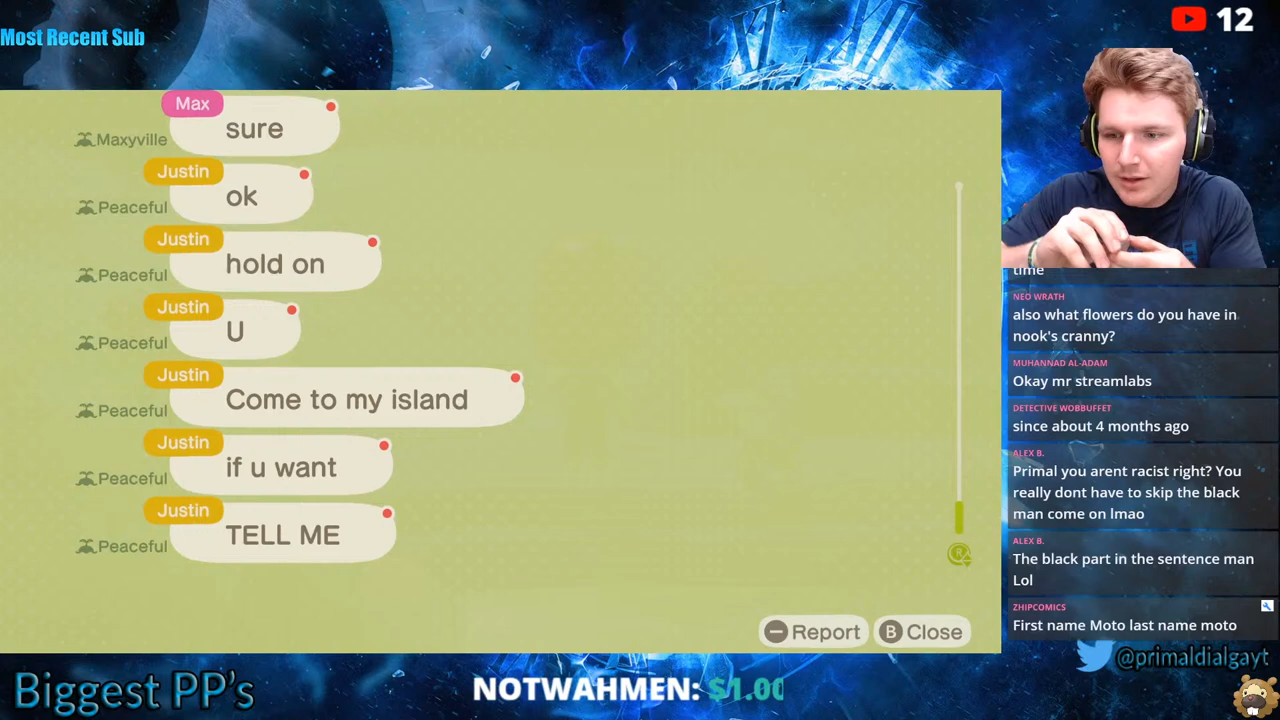 Most Recent Sub
12
Max
sure
Maxyville
Justin
ok
Peaceful
Justin
hold on
Peaceful
Justin
U
Peaceful
Justin
Come to my island
Peaceful
Justin
if u want
Peaceful
Justin
TELL ME
Peaceful
R
- Report
B Close
time
NEO WRATH
also what flowers do you have in
nook's cranny?
MUHANNAD AL-ADAM
Okay mr streamlabs
DETECTIVE WOBBUFFET
since about 4 months ago
ALEX B.
Primal you arent racist right? You
really dont have to skip the black
man come on lmao
ALEX B.
The black part in the sentence man
Lol
ZHIPCOMICS
First name Moto last name moto
@primaldialgayt
Biggest PP's
NOTWAHMEN: $1.00